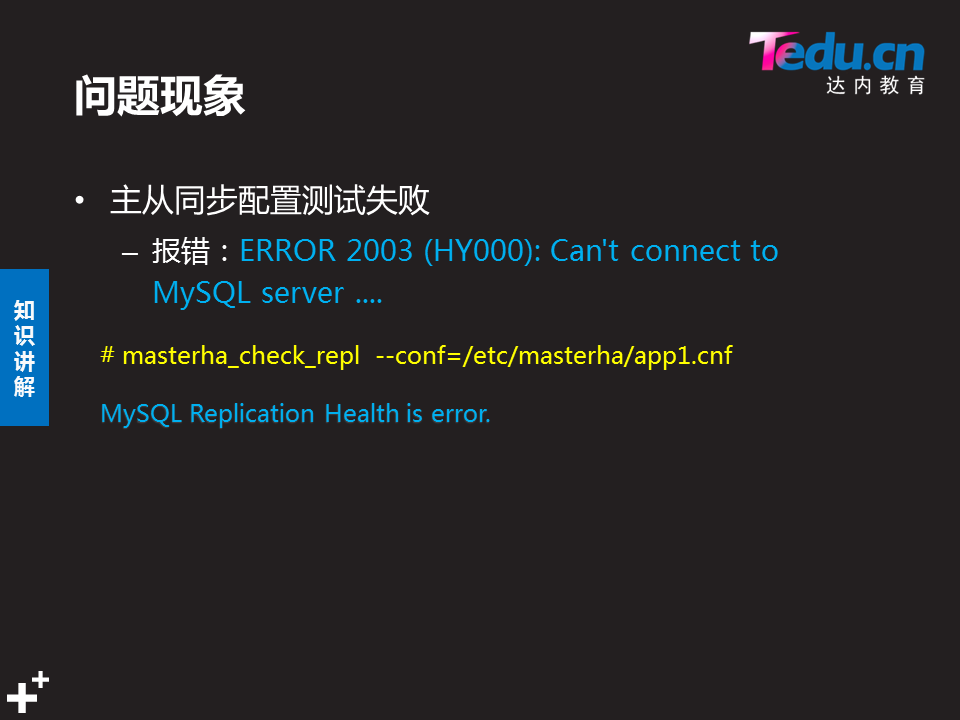 Tedu.cn
达内教育
问题现象
• 主从同步配置测试失败
– 报错：ERROR 2003 (HY000): Can't connect to
MySQL server ....
知识讲解
# masterha_check_repl --conf=/etc/masterha/app1.cnf
MySQL Replication Health is error.